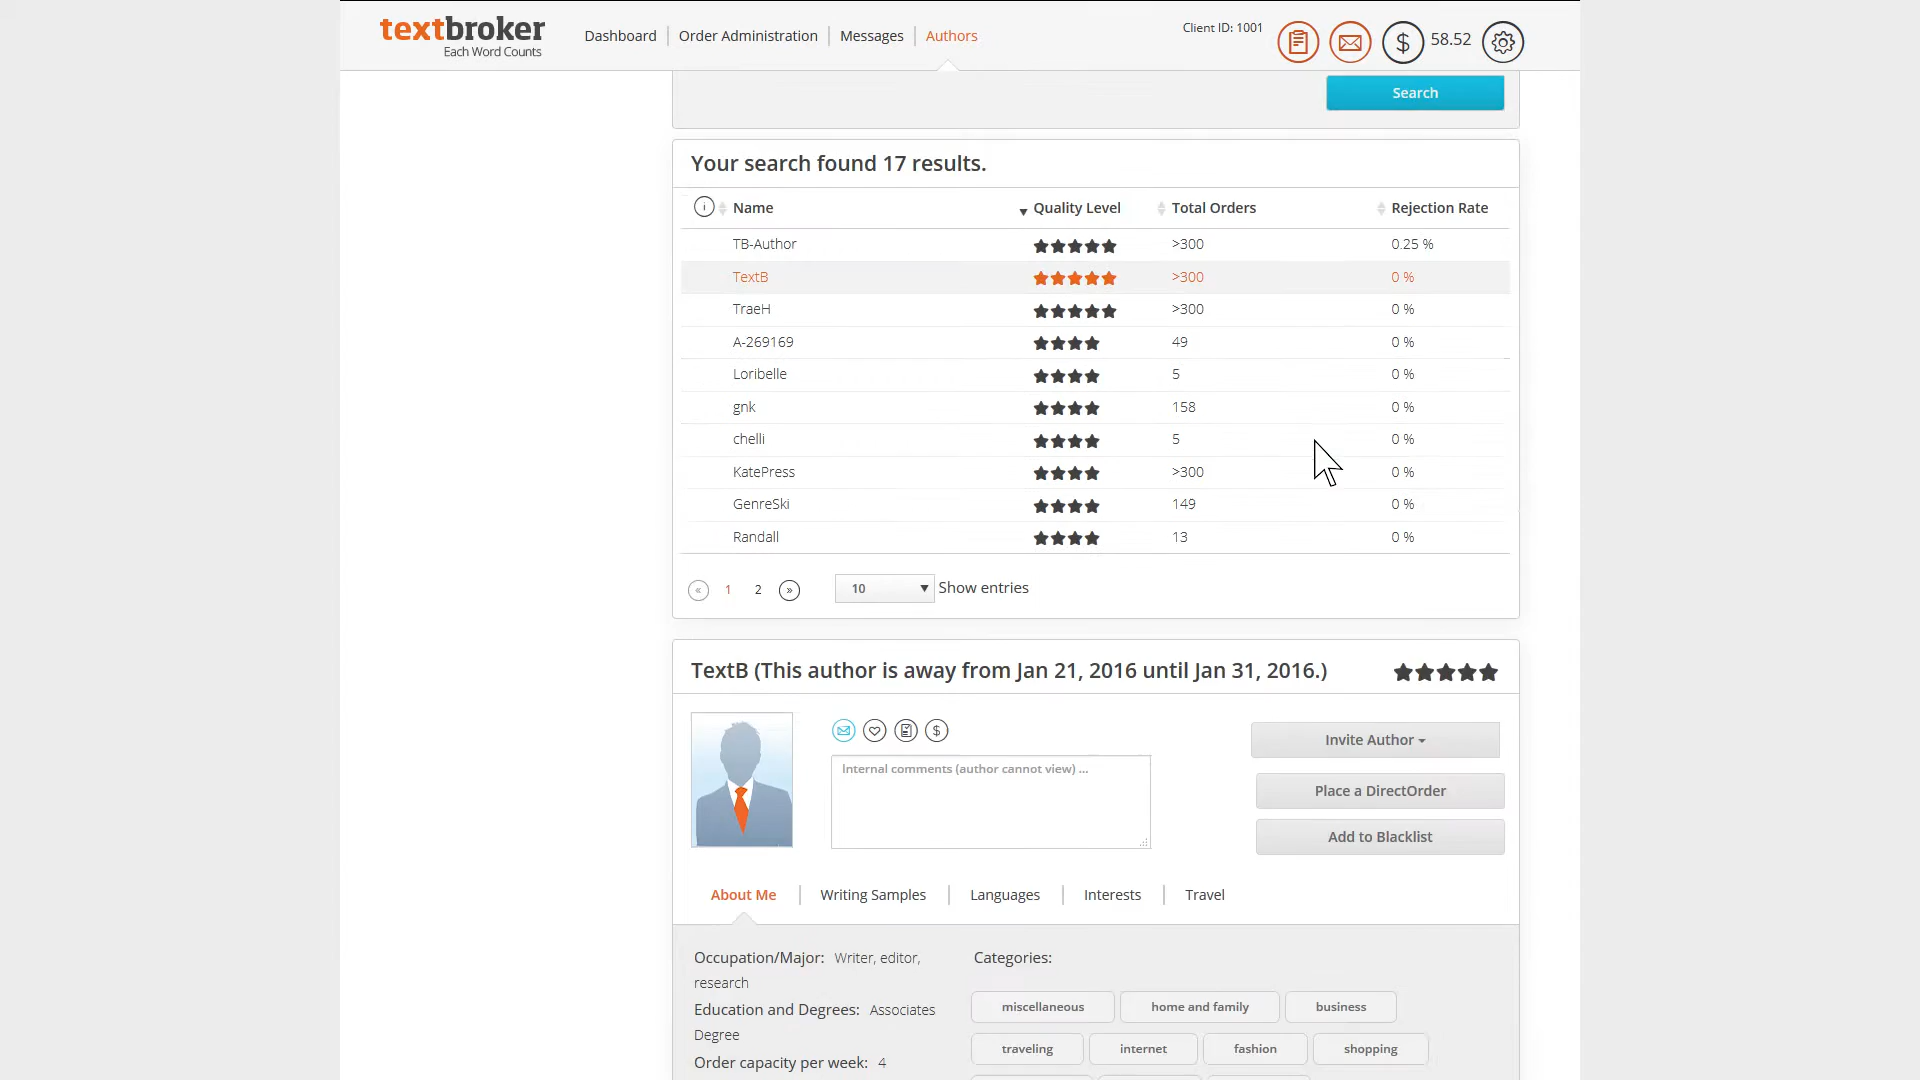 textbroker
Each Word Counts
Dashboard Order Administration Messages Authors
Client ID: 1001
$ 58.52
Search
Your search found 17 results.
i Name Quality Level Total Orders Rejection Rate
TB-Author >300 0.25 %
TextB >300 0 %
TraeH >300 0 %
A-269169 49 0 %
Loribelle 5 0 %
gnk 158 0 %
chelli 5 0 %
KatePress >300 0 %
GenreSki 149 0 %
Randall 13 0 %
« 1 2 » 10 Show entries
TextB (This author is away from Jan 21, 2016 until Jan 31, 2016.)
$
Internal comments (author cannot view) ...
Invite Author
Place a DirectOrder
Add to Blacklist
About Me Writing Samples Languages Interests Travel
Occupation/Major: Writer, editor,
research
Education and Degrees: Associates
Degree
Order capacity per week: 4
Categories:
miscellaneous home and family business
traveling internet fashion shopping